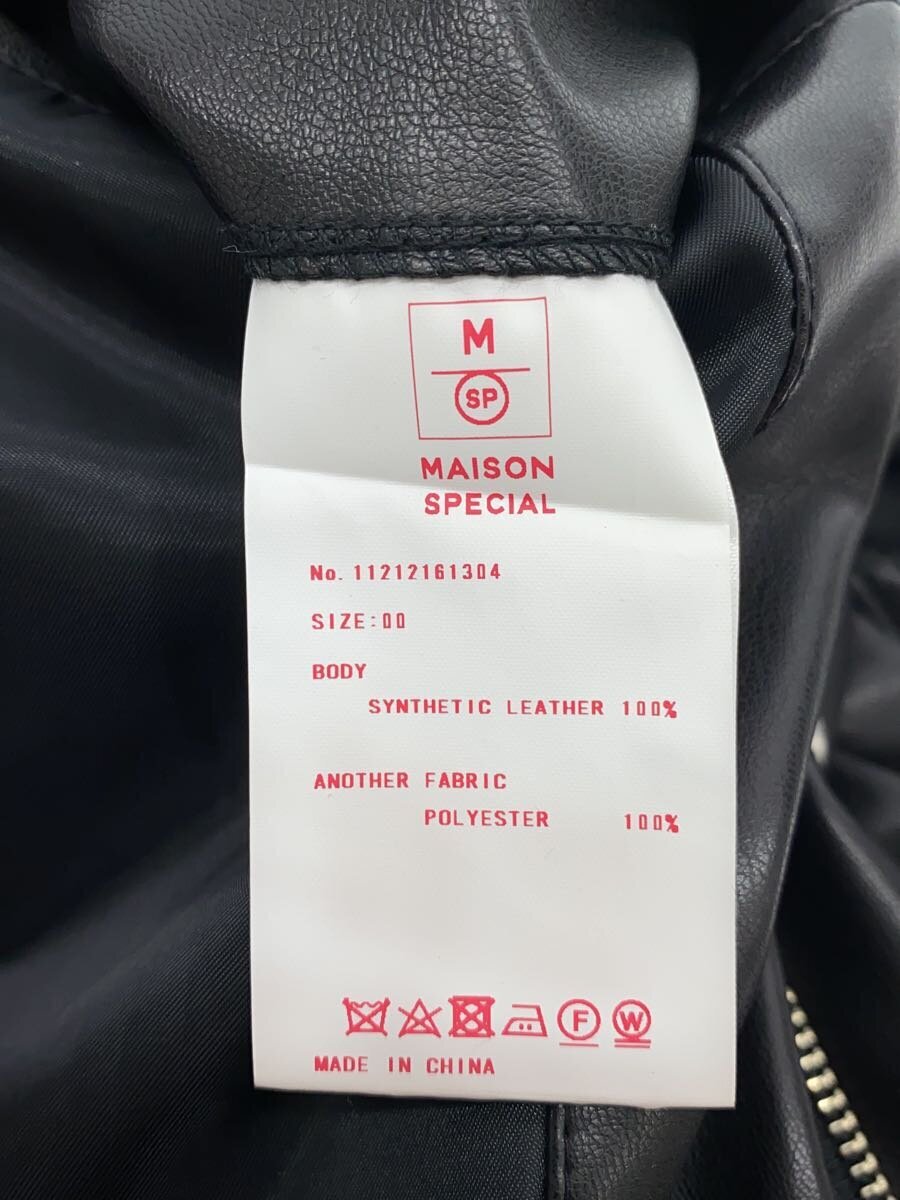 M
SP
MAISON
SPECIAL
No. 11212161304
SIZE:00
BODY
SYNTHETIC LEATHER 100%
ANOTHER FABRIC
POLYESTER 100%
F W
MADE IN CHINA